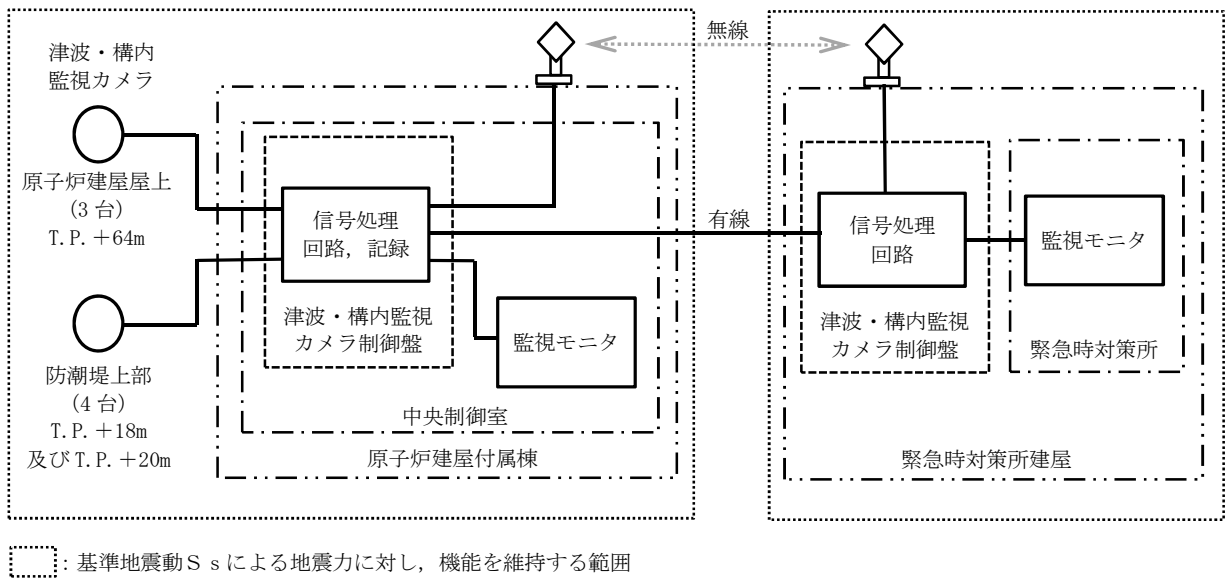 津波・構内
監視カメラ
原子炉建屋屋上
(3 台)
T.P.＋64m
防潮堤上部
(4 台)
T.P.＋18m
及び T.P.＋20m
信号処理
回路，記録
津波・構内監視
カメラ制御盤
監視モニタ
中央制御室
原子炉建屋付属棟
無線
有線
信号処理
回路
津波・構内監視
カメラ制御盤
監視モニタ
緊急時対策所
緊急時対策所建屋
：基準地震動Ｓｓによる地震力に対し，機能を維持する範囲